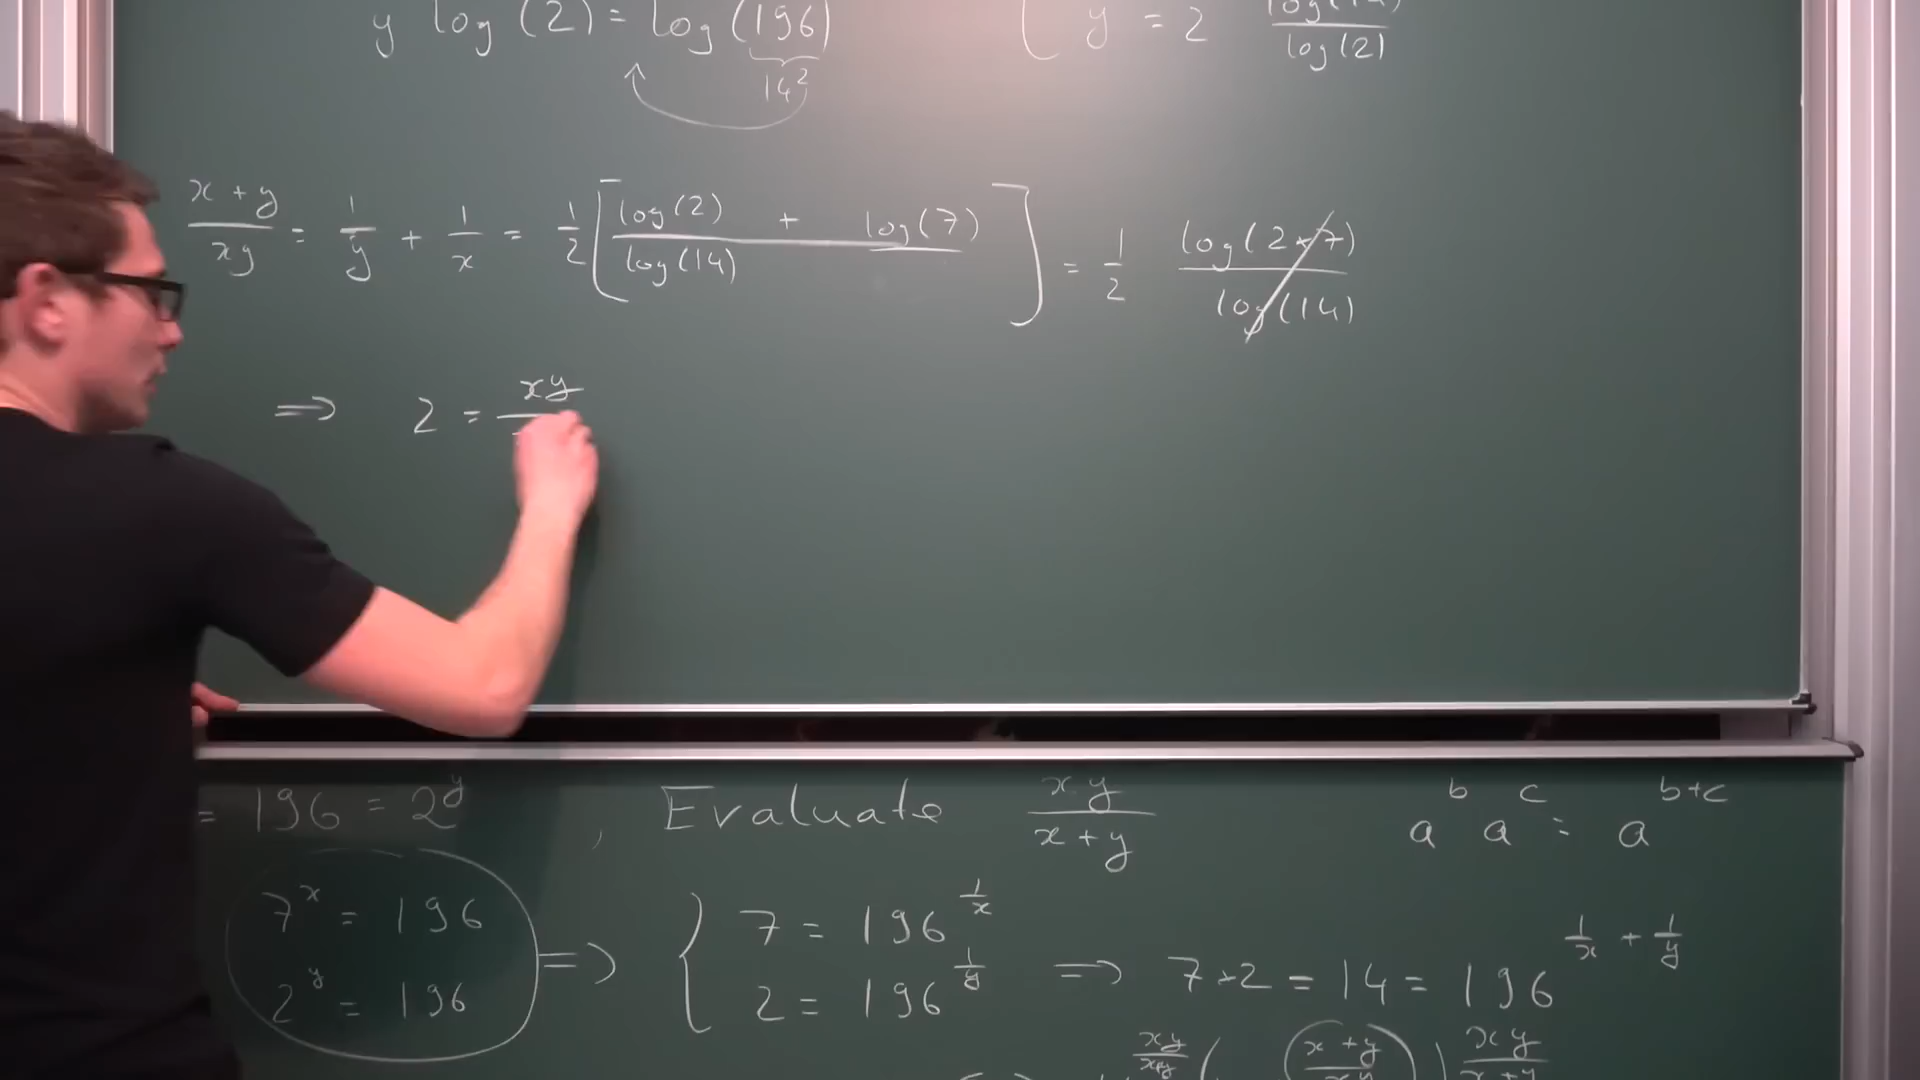 y log(2) = log(196)
14²
y = 2 log(14)/log(2)
(x + y)/(xy) = 1/y + 1/x = 1/2 [log(2) + log(7) / log(14)] = 1/2 log(2×7)/log(14)
⇒ 2 = xy
= 196 = 2^y , Evaluate xy/(x + y)
a^b a^c = a^(b+c)
7^x = 196
2^y = 196
⇒ { 7 = 196^(1/x)
2 = 196^(1/y)
⇒ 7×2 = 14 = 196^(1/x + 1/y)
xy/(x+y) ( (x + y)/(xy) ) xy/(x + y)